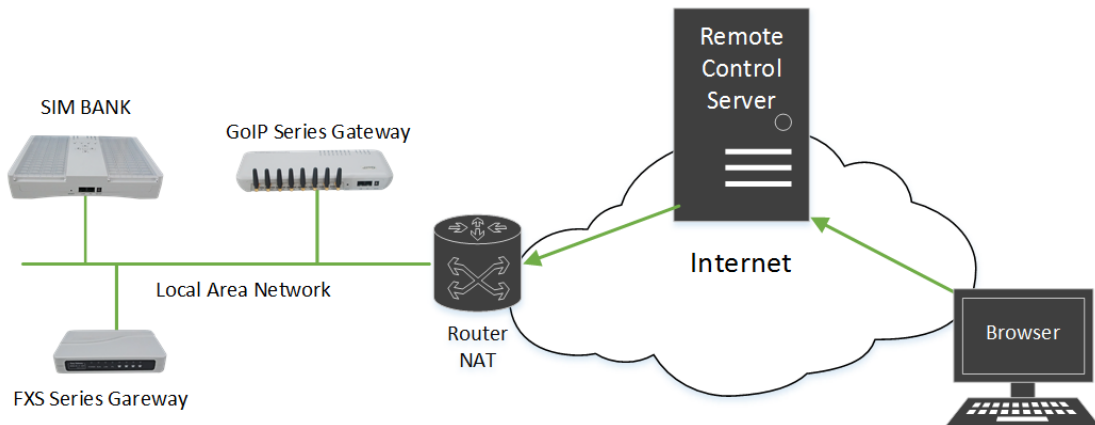 Remote
Control
Server
SIM BANK
GoIP Series Gateway
Internet
Local Area Network
Router
NAT
Browser
FXS Series Gareway